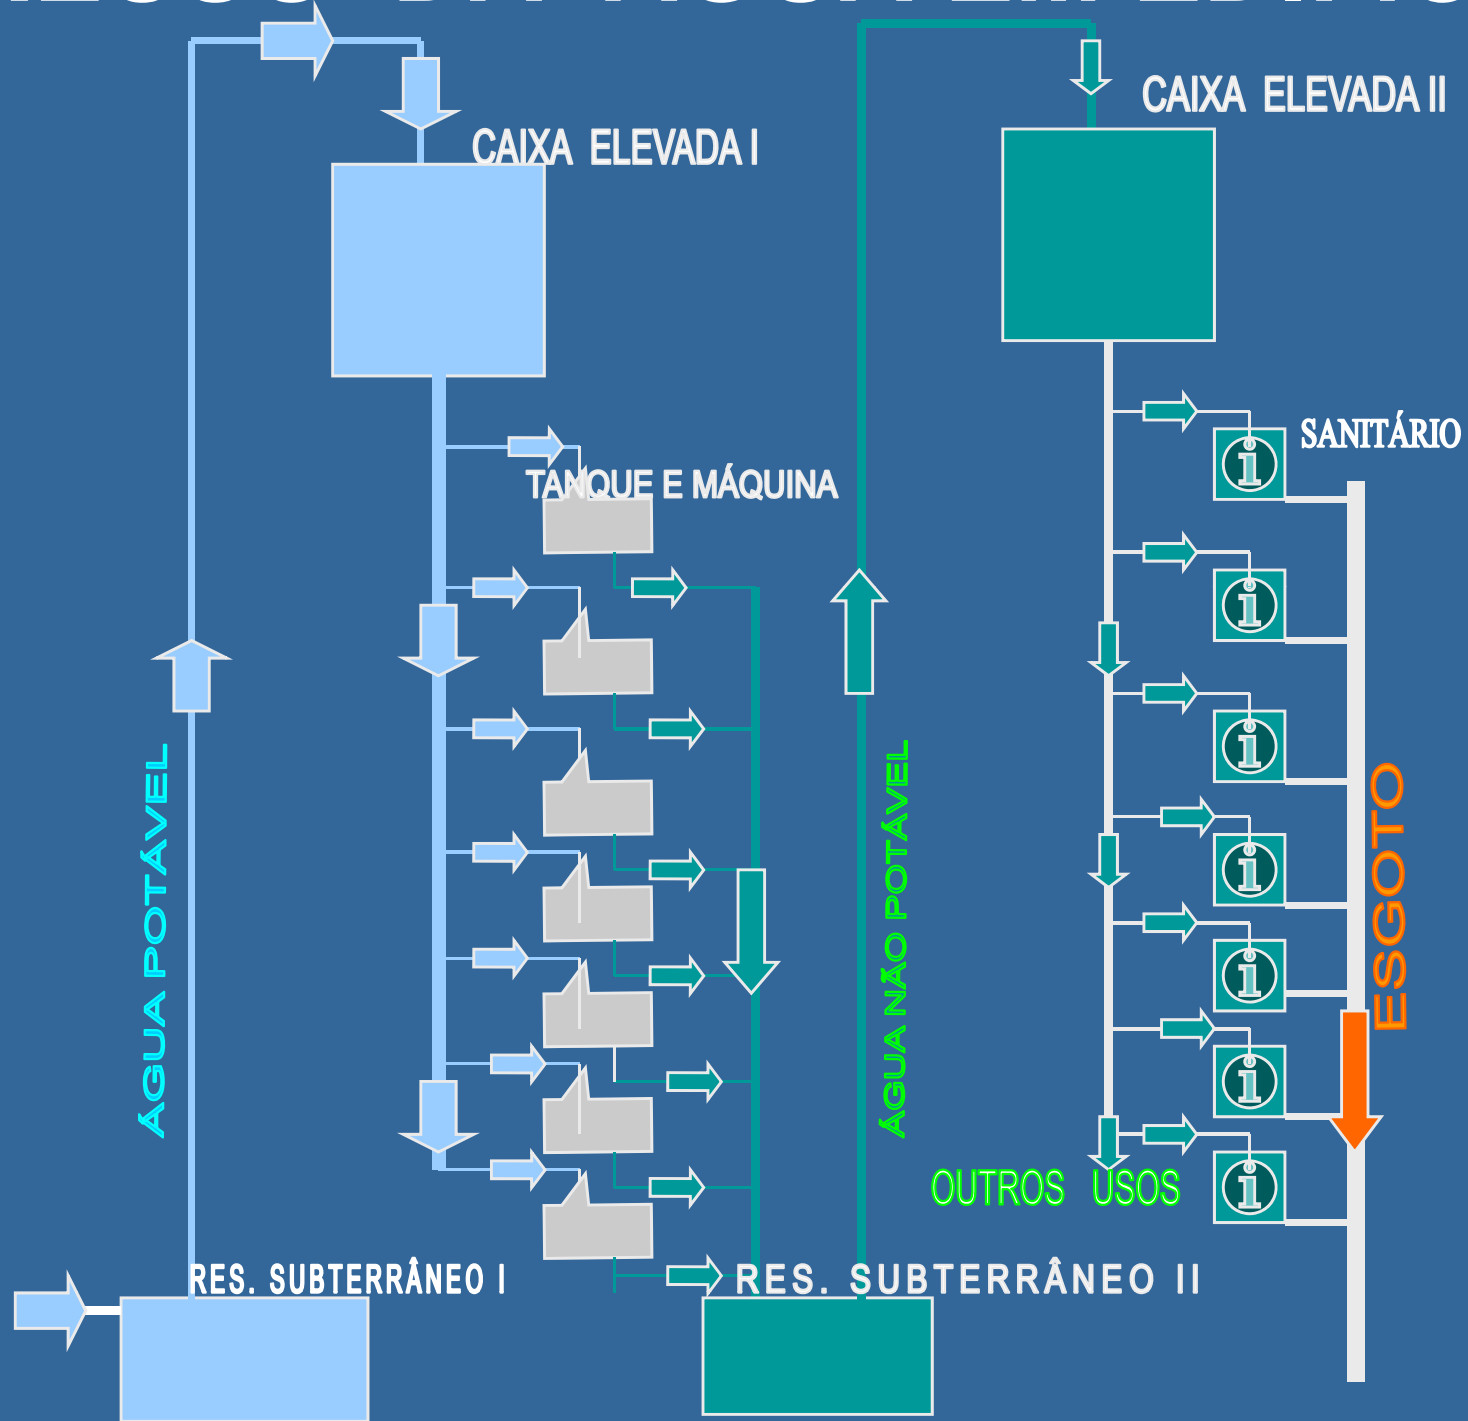 DA
CAIXA ELEVADA II
CAIXA ELEVADA I
SANITÁRIO
TANQUE E MÁQUINA
ÁGUA POTÁVEL
ÁGUA NÃO POTÁVEL
ESGOTO
OUTROS USOS
RES. SUBTERRÂNEO I
RES. SUBTERRÂNEO II